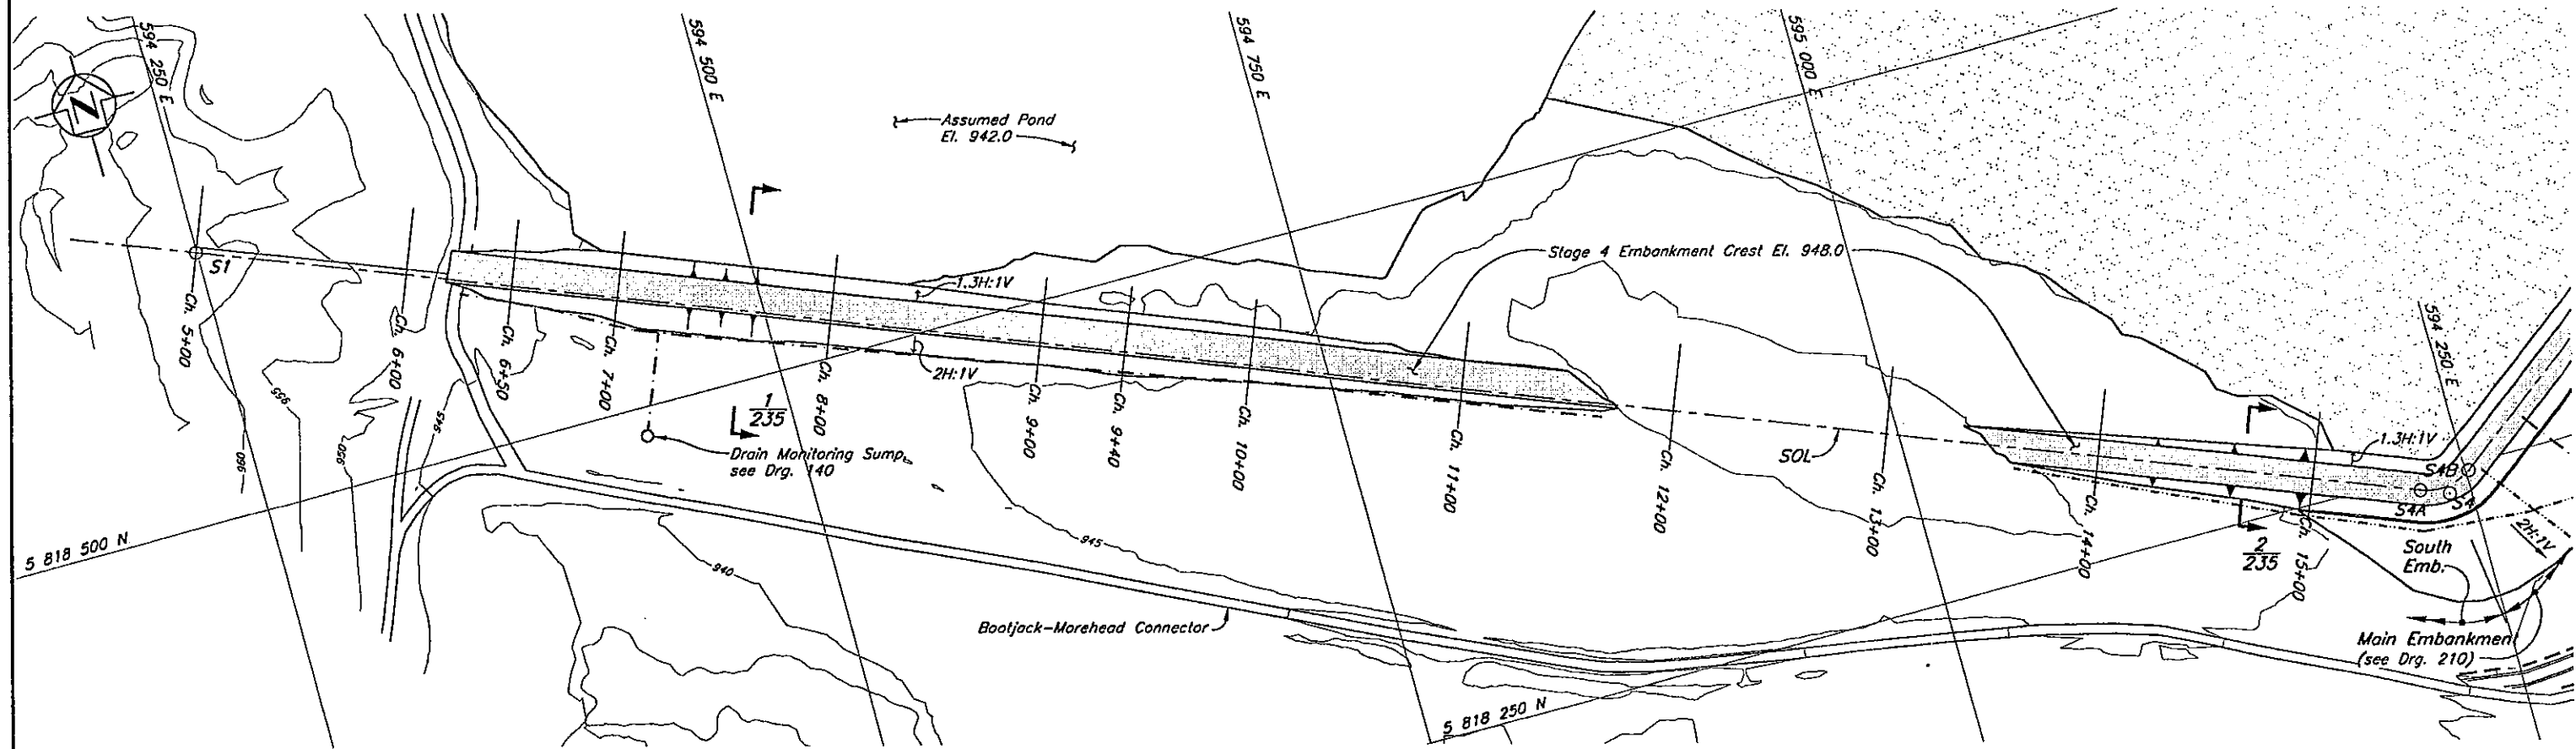 594 250 E
594 500 E
594 750 E
595 000 E
N
Assumed Pond
El. 942.0
S1
Stage 4 Embankment Crest El. 948.0
1.3H:1V
2H:1V
Ch. 5+00
Ch. 6+00
Ch. 6+50
Ch. 7+00
Ch. 8+00
Ch. 9+00
Ch. 9+40
Ch. 10+00
Ch. 11+00
Ch. 12+00
Ch. 13+00
Ch. 14+00
Ch. 15+00
1
235
Drain Monitoring Sump,
see Drg. 140
SOL
594 250 E
1.3H:1V
S4B
S4
S4A
2H:1V
2
235
South
Emb.
955
960
950
945
945
940
5 818 500 N
Bootjack-Morehead Connector
Main Embankment
(see Drg. 210)
5 818 250 N